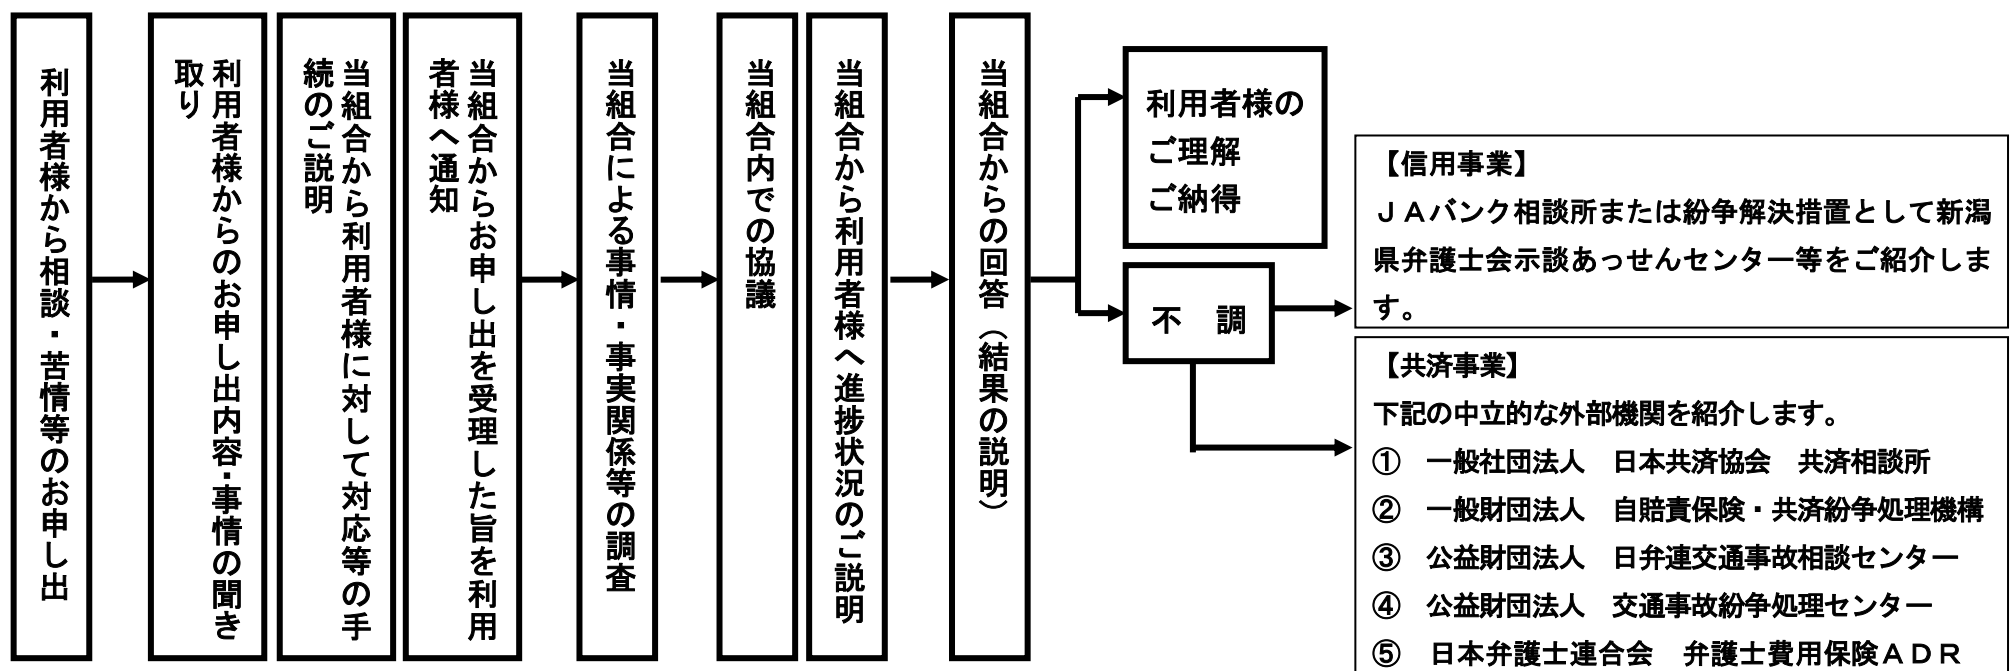 利用者様から相談・苦情等のお申し出
利用者様からのお申し出内容・事情の聞き
取り
当組合から利用者様に対して対応等の手
続のご説明
当組合からお申し出を受理した旨を利用
者様へ通知
当組合による事情・事実関係等の調査
当組合内での協議
当組合から利用者様へ進捗状況のご説明
当組合からの回答（結果の説明）
利用者様の
ご理解
ご納得
不　調
【信用事業】
ＪＡバンク相談所または紛争解決措置として新潟
県弁護士会示談あっせんセンター等をご紹介しま
す。
【共済事業】
下記の中立的な外部機関を紹介します。
①　一般社団法人　日本共済協会　共済相談所
②　一般財団法人　自賠責保険・共済紛争処理機構
③　公益財団法人　日弁連交通事故相談センター
④　公益財団法人　交通事故紛争処理センター
⑤　日本弁護士連合会　弁護士費用保険ＡＤＲ